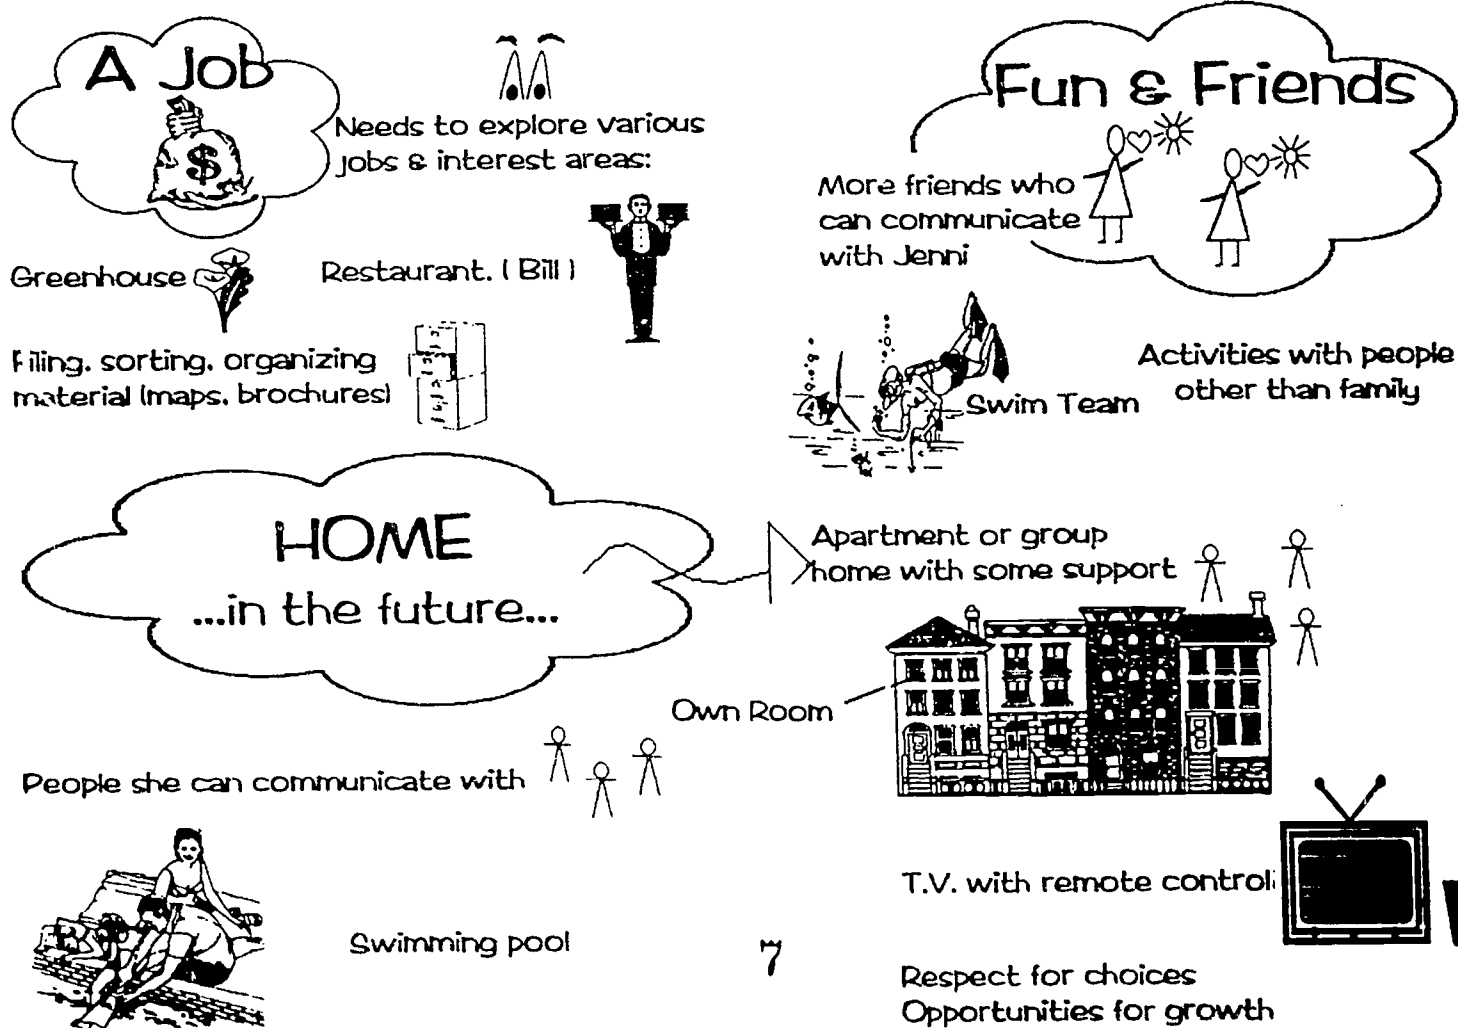 A Job
Needs to explore various
jobs & interest areas:
Greenhouse
Restaurant. ( Bill )
Filing, sorting, organizing
material (maps, brochures)
$
Fun & Friends
More friends who
can communicate
with Jenni
Swim Team
Activities with people
other than family
HOME
...in the future...
Apartment or group
home with some support
Own Room
People she can communicate with
T.V. with remote control
Swimming pool
Respect for choices
Opportunities for growth
7